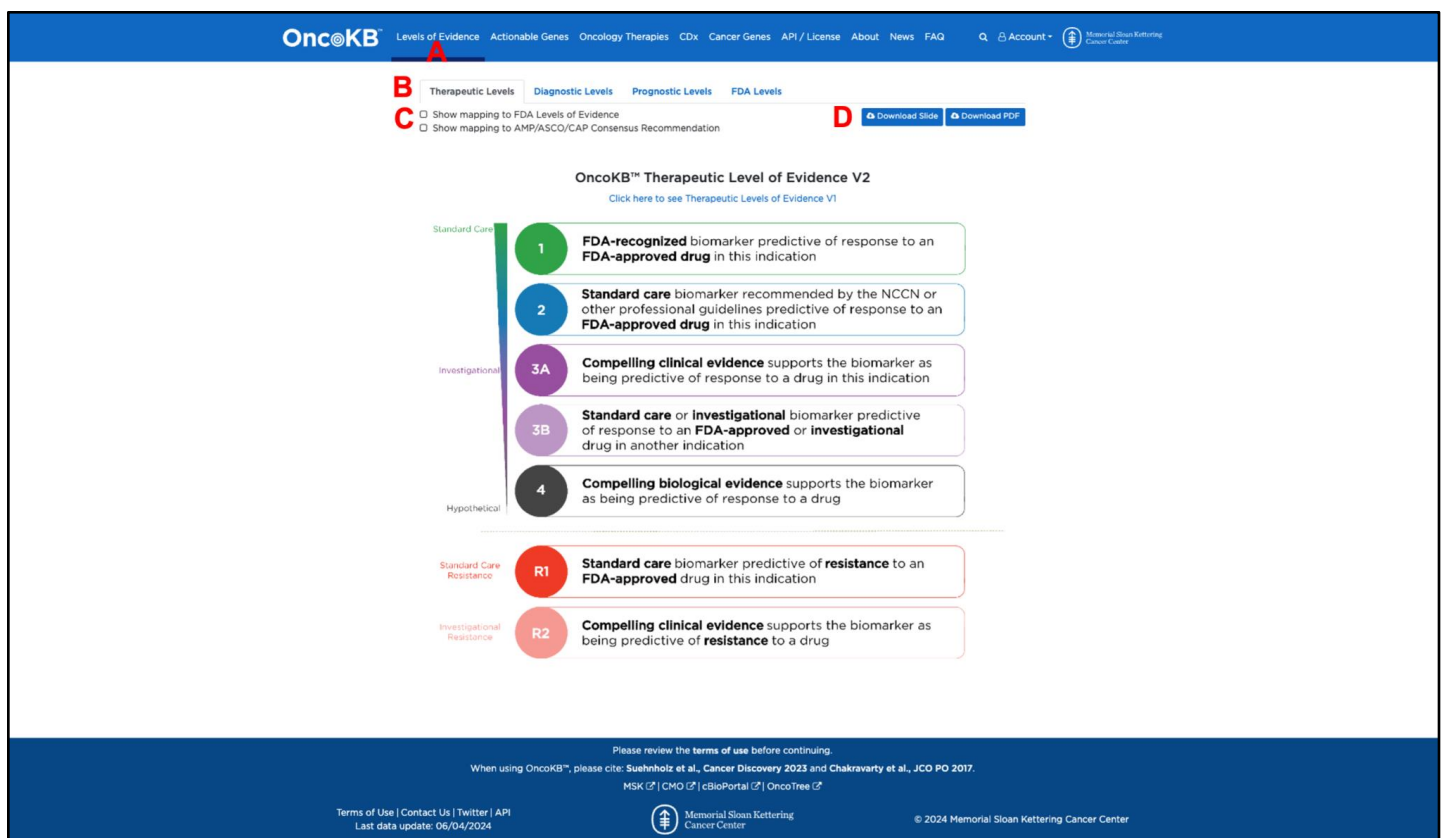 OncoKB™ Levels of Evidence Actionable Genes Oncology Therapies CDx Cancer Genes API / License About News FAQ Account Memorial Sloan Kettering Cancer Center
A
B Therapeutic Levels Diagnostic Levels Prognostic Levels FDA Levels
C Show mapping to FDA Levels of Evidence D Download Slide Download PDF
Show mapping to AMP/ASCO/CAP Consensus Recommendation
OncoKB™ Therapeutic Level of Evidence V2
Click here to see Therapeutic Levels of Evidence V1
Standard Care
1 FDA-recognized biomarker predictive of response to an
FDA-approved drug in this indication
2 Standard care biomarker recommended by the NCCN or
other professional guidelines predictive of response to an
FDA-approved drug in this indication
Investigational
3A Compelling clinical evidence supports the biomarker as
being predictive of response to a drug in this indication
3B Standard care or investigational biomarker predictive
of response to an FDA-approved or investigational
drug in another indication
4 Compelling biological evidence supports the biomarker
as being predictive of response to a drug
Hypothetical
Standard Care
Resistance
R1 Standard care biomarker predictive of resistance to an
FDA-approved drug in this indication
Investigational
Resistance
R2 Compelling clinical evidence supports the biomarker as
being predictive of resistance to a drug
Please review the terms of use before continuing.
When using OncoKB™, please cite: Suehnholz et al., Cancer Discovery 2023 and Chakravarty et al., JCO PO 2017.
MSK | CMO | cBioPortal | OncoTree
Terms of Use | Contact Us | Twitter | API
Last data update: 06/04/2024
Memorial Sloan Kettering
Cancer Center
© 2024 Memorial Sloan Kettering Cancer Center